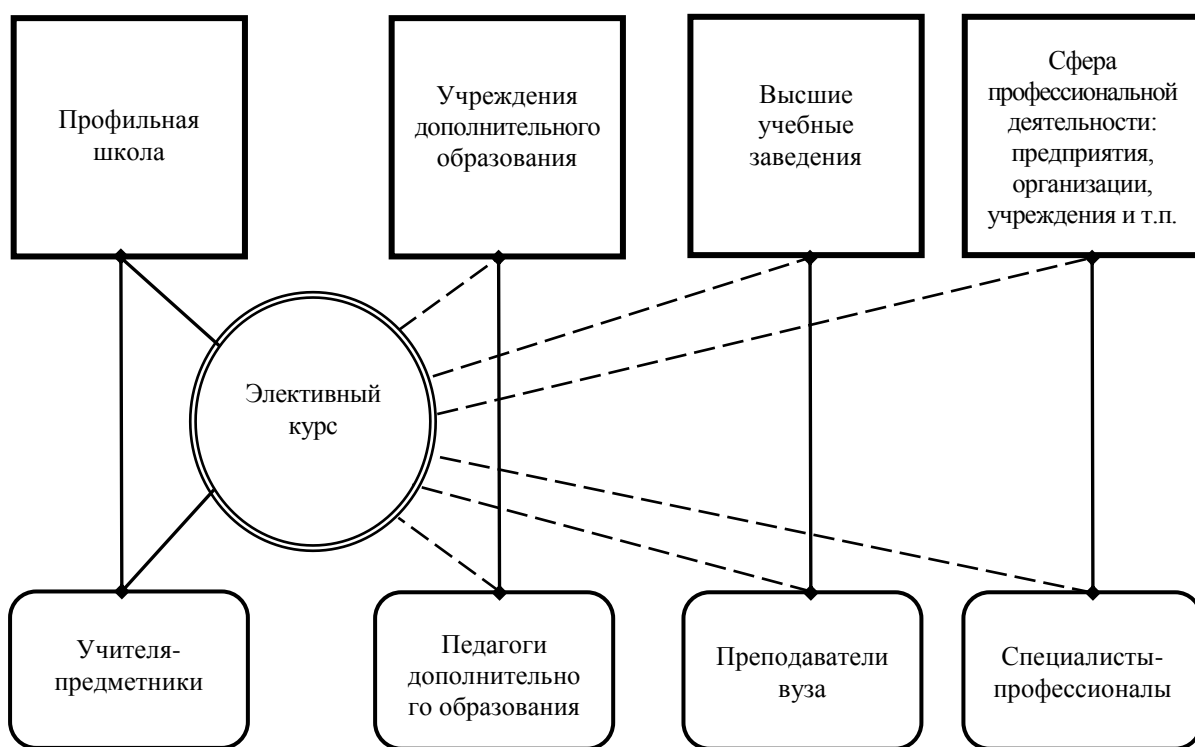 Профильная
школа
Учреждения
дополнительного
образования
Высшие
учебные
заведения
Сфера
профессиональной
деятельности:
предприятия,
организации,
учреждения и т.п.
Элективный
курс
Учителя-
предметники
Педагоги
дополнительно
го образования
Преподаватели
вуза
Специалисты-
профессионалы